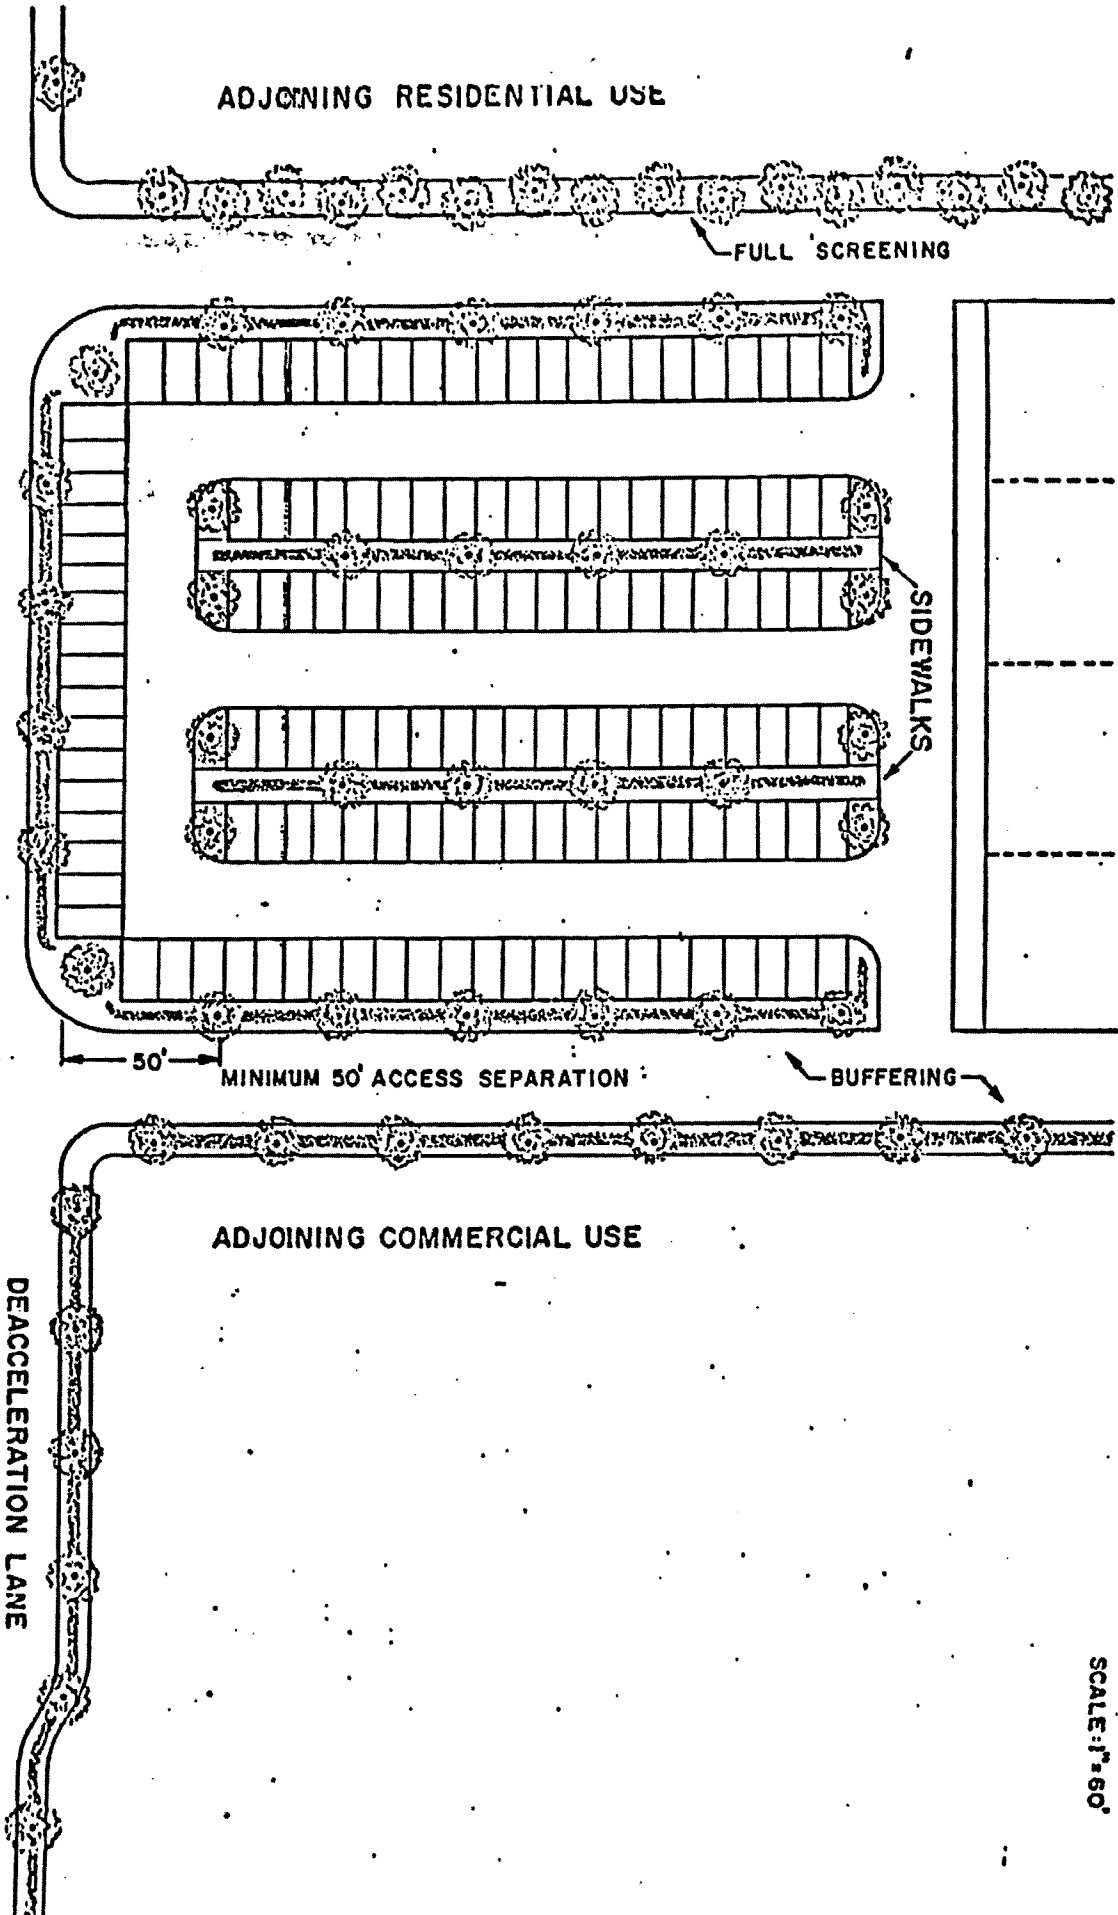 ADJOINING RESIDENTIAL USE
FULL SCREENING
SIDEWALKS
50'
MINIMUM 50' ACCESS SEPARATION
BUFFERING
ADJOINING COMMERCIAL USE
DEACCELERATION LANE
SCALE: 1"=60'